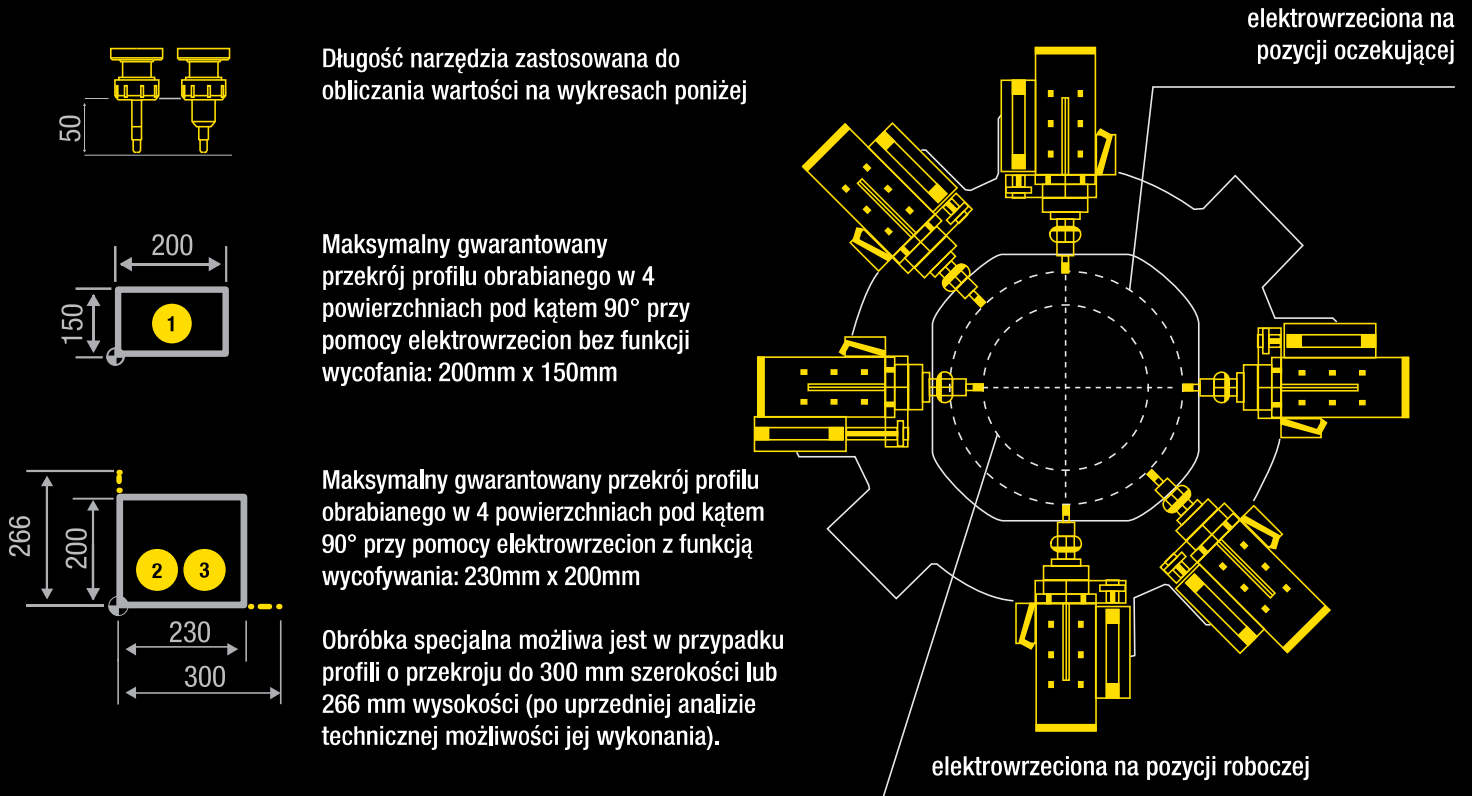 50
Długość narzędzia zastosowana do
obliczania wartości na wykresach poniżej
200
150
1
Maksymalny gwarantowany
przekrój profilu obrabianego w 4
powierzchniach pod kątem 90° przy
pomocy elektrowrzecion bez funkcji
wycofania: 200mm x 150mm
266
200
2
3
230
300
Maksymalny gwarantowany przekrój profilu
obrabianego w 4 powierzchniach pod kątem
90° przy pomocy elektrowrzecion z funkcją
wycofywania: 230mm x 200mm
Obróbka specjalna możliwa jest w przypadku
profili o przekroju do 300 mm szerokości lub
266 mm wysokości (po uprzedniej analizie
technicznej możliwości jej wykonania).
elektrowrzeciona na
pozycji oczekującej
elektrowrzeciona na pozycji roboczej